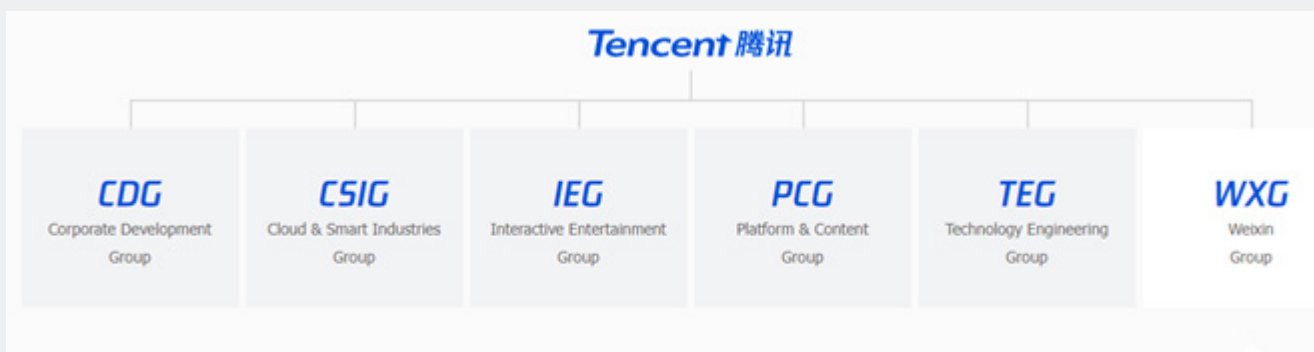 Tencent 腾讯
CDG
Corporate Development
Group
CSIG
Cloud & Smart Industries
Group
IEG
Interactive Entertainment
Group
PCG
Platform & Content
Group
TEG
Technology Engineering
Group
WXG
Weixin
Group